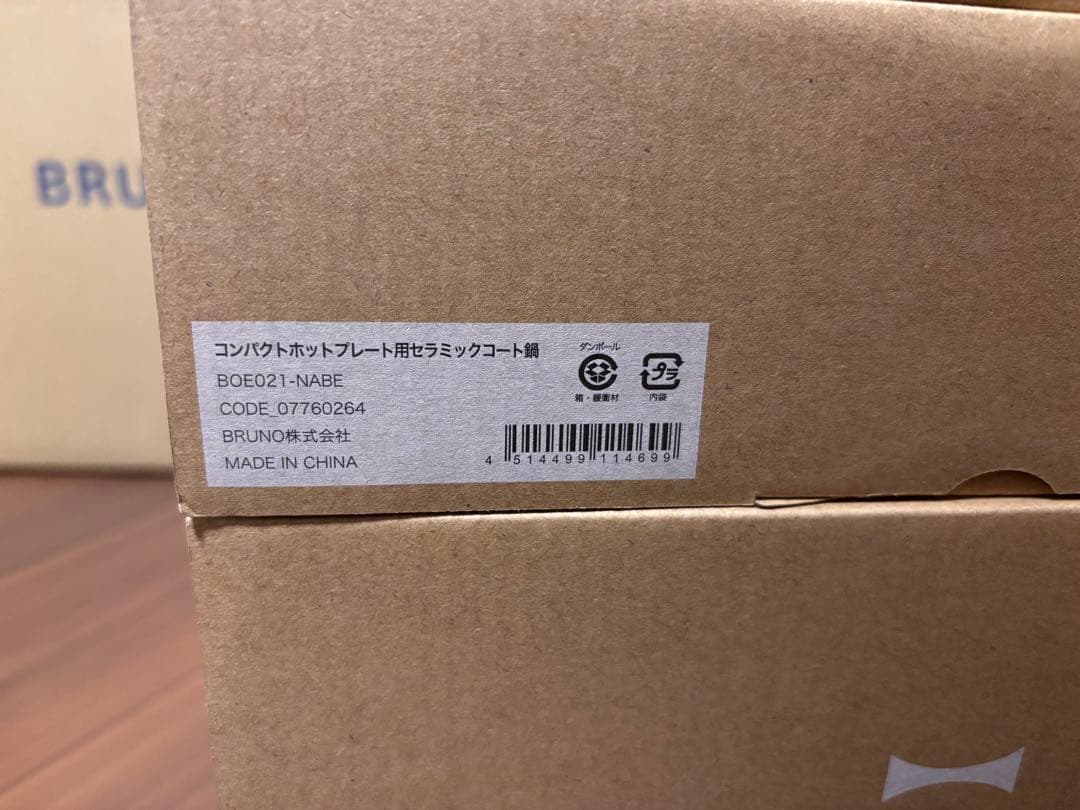 BRU
コンパクトホットプレート用セラミックコート鍋
BOE021-NABE
CODE_07760264
BRUNO株式会社
MADE IN CHINA
ダンボール
箱・緩衝材
プラ
内袋
4 514499 114699